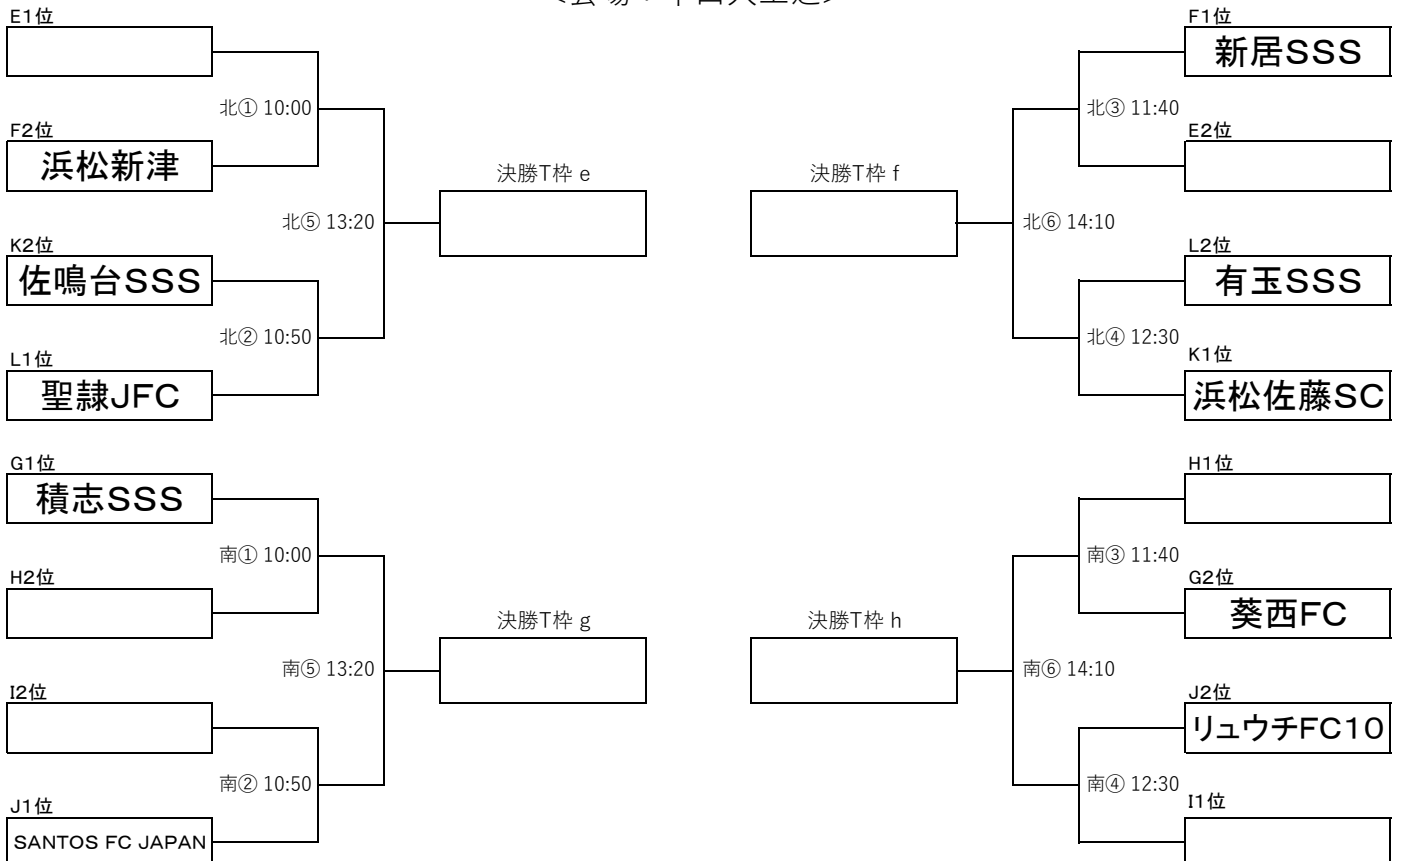 E1位
F2位
浜松新津
北① 10:00
K2位
佐鳴台SSS
L1位
聖隷JFC
北② 10:50
北⑤ 13:20
決勝T枠 e
F1位
新居SSS
E2位
北③ 11:40
L2位
有玉SSS
K1位
浜松佐藤SC
北④ 12:30
北⑥ 14:10
決勝T枠 f
G1位
積志SSS
H2位
南① 10:00
I2位
J1位
SANTOS FC JAPAN
南② 10:50
南⑤ 13:20
決勝T枠 g
H1位
G2位
葵西FC
南③ 11:40
J2位
リュウチFC10
I1位
南④ 12:30
南⑥ 14:10
決勝T枠 h